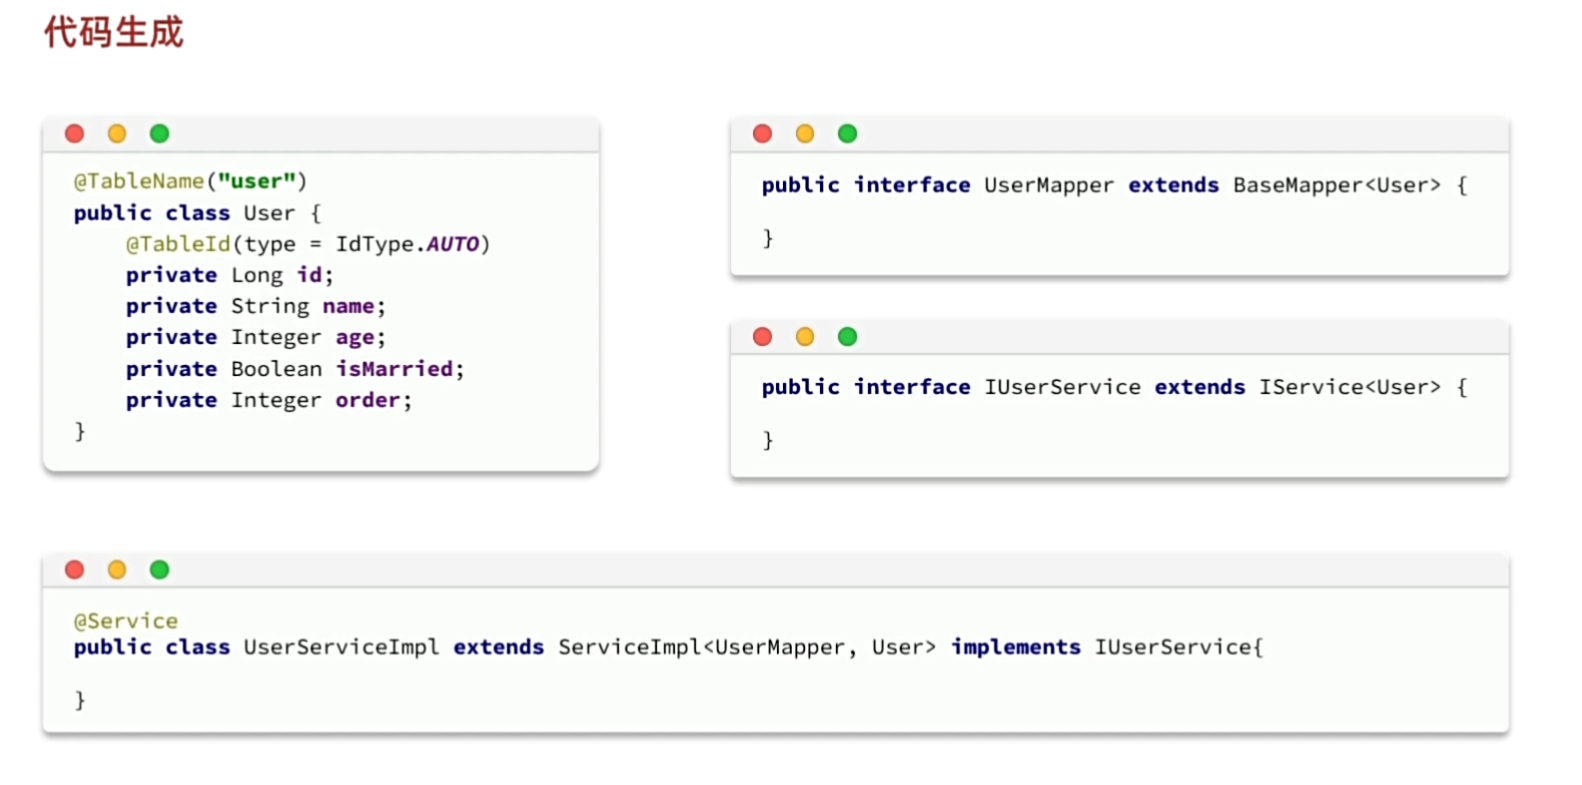 代码生成
@TableName("user")
public class User {
    @TableId(type = IdType.AUTO)
    private Long id;
    private String name;
    private Integer age;
    private Boolean isMarried;
    private Integer order;
}
public interface UserMapper extends BaseMapper<User> {
}
public interface IUserService extends IService<User> {
}
@Service
public class UserServiceImpl extends ServiceImpl<UserMapper, User> implements IUserService{
}